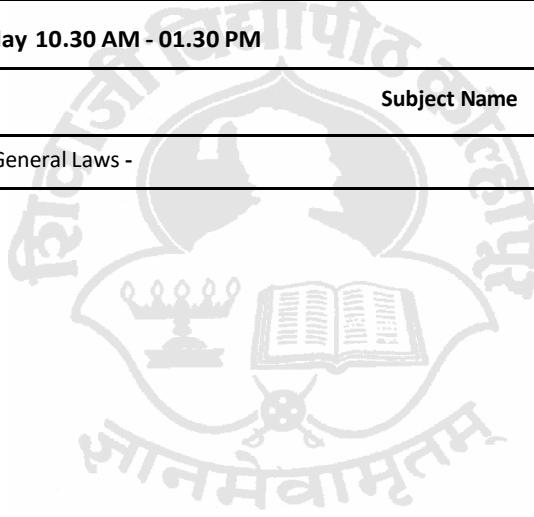 ay 10.30 AM - 01.30 PM
Subject Name
General Laws -
शिवाजी विद्यापीठ कोल्हापूर
ज्ञानमेवामृतम्